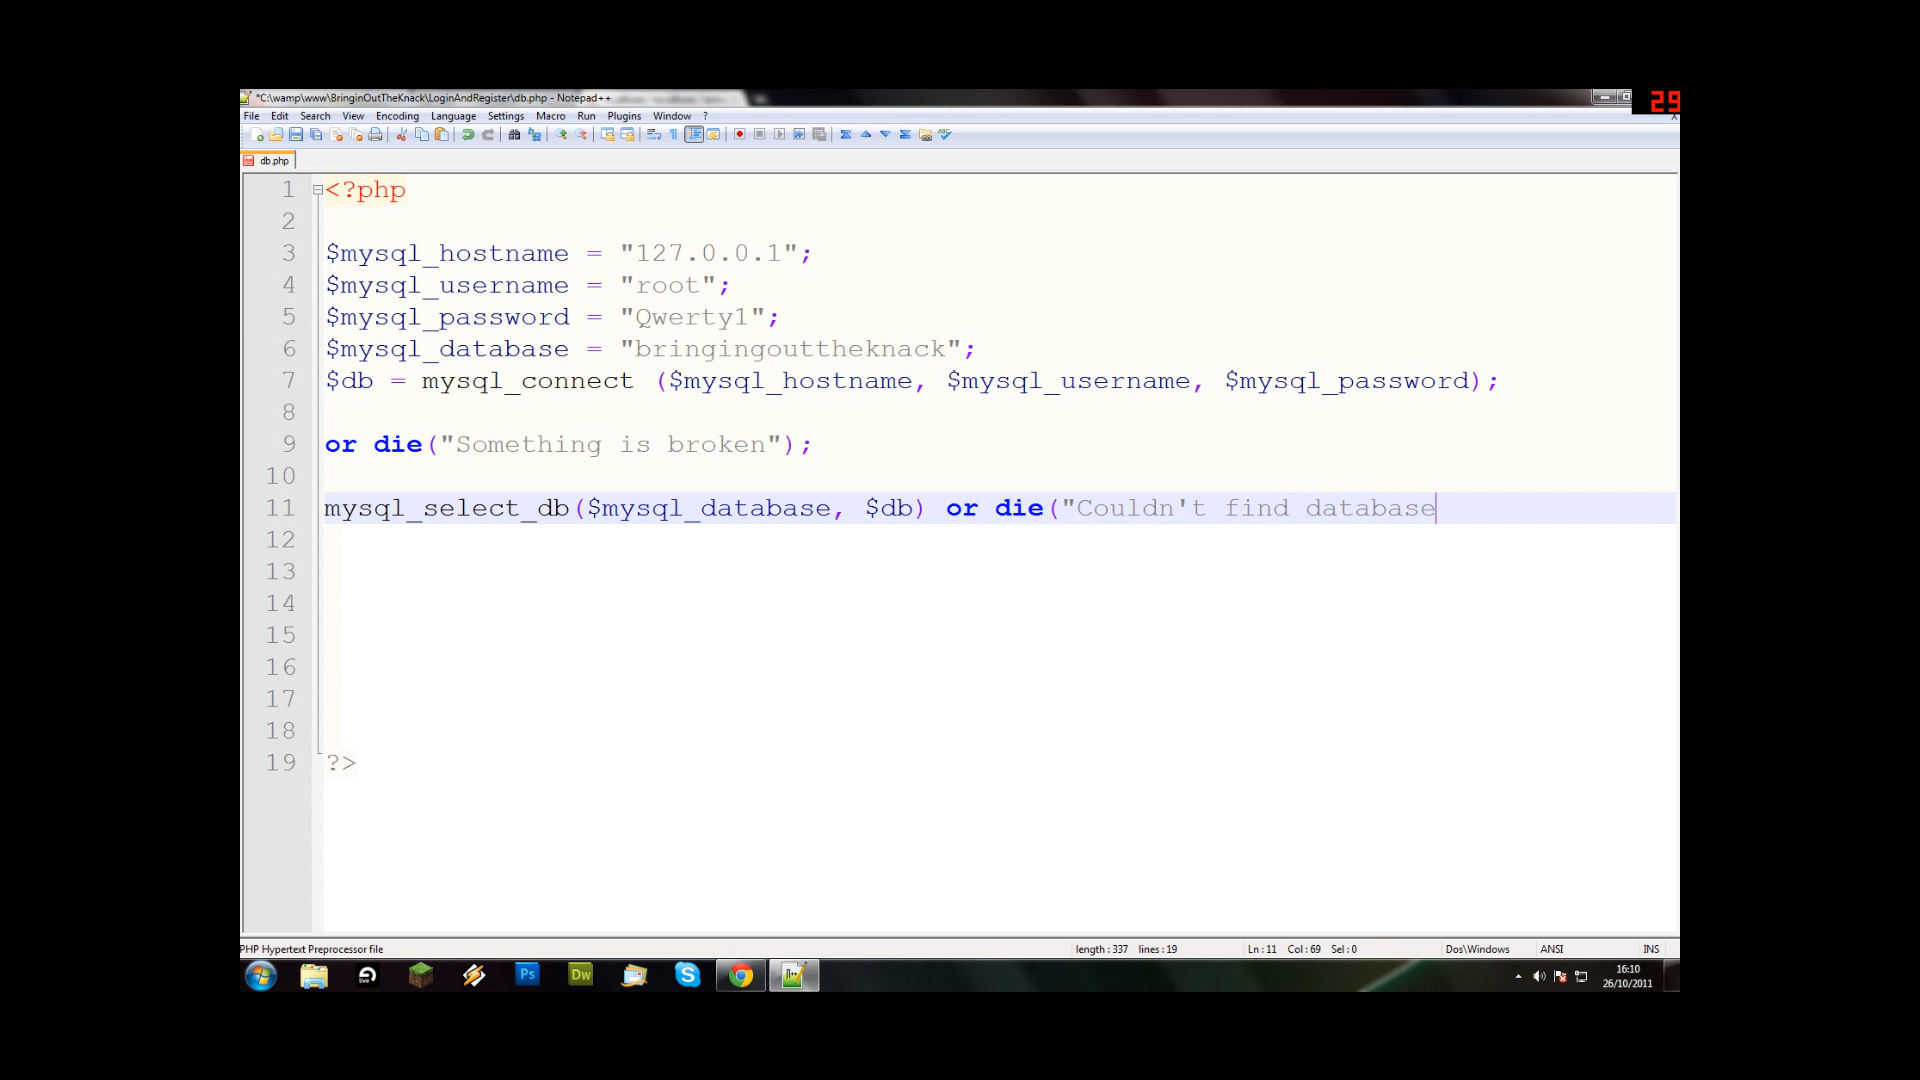 *C:\wamp\www\BringinOutTheKnack\LoginAndRegister\db.php - Notepad++
29
File Edit Search View Encoding Language Settings Macro Run Plugins Window ?
X
db.php
1 <?php
2
3 $mysql_hostname = "127.0.0.1";
4 $mysql_username = "root";
5 $mysql_password = "Qwerty1";
6 $mysql_database = "bringingouttheknack";
7 $db = mysql_connect ($mysql_hostname, $mysql_username, $mysql_password);
8
9 or die("Something is broken");
10
11 mysql_select_db($mysql_database, $db) or die("Couldn't find database
12
13
14
15
16
17
18
19 ?>
PHP Hypertext Preprocessor file length : 337 lines : 19 Ln : 11 Col : 69 Sel : 0 Dos\Windows ANSI INS
Ps Dw S
16:10
26/10/2011